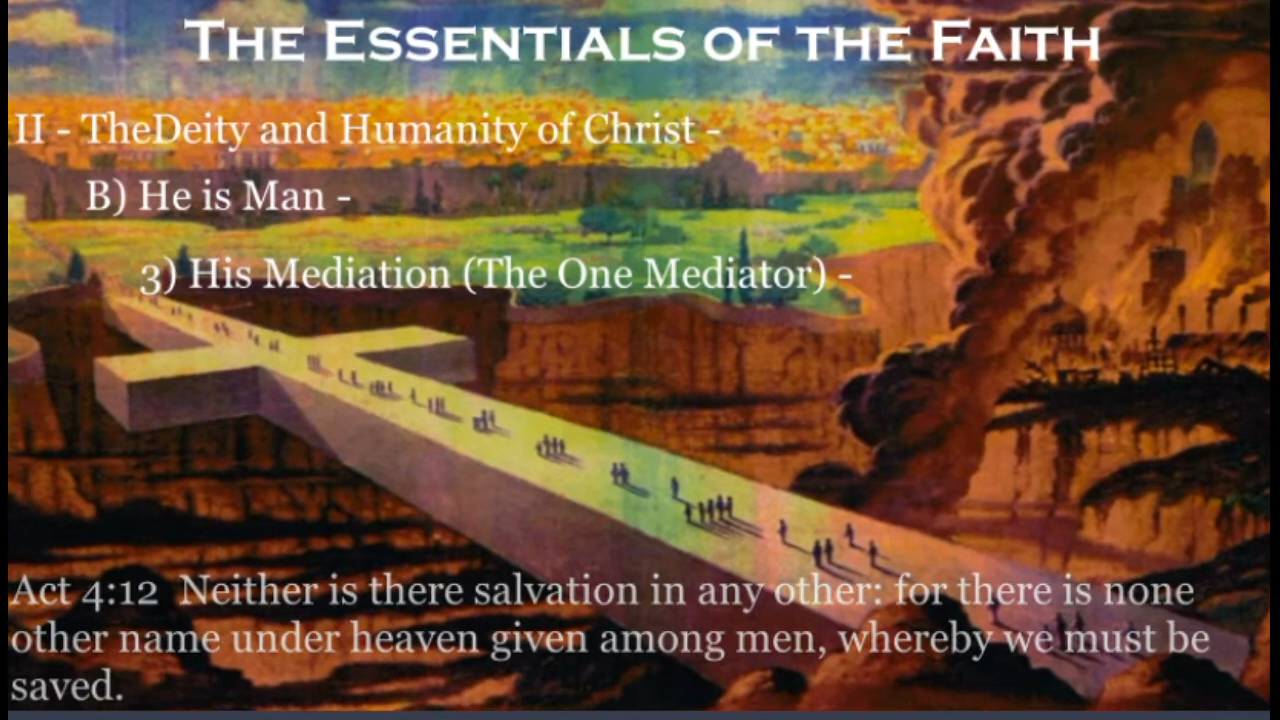 THE ESSENTIALS OF THE FAITH
II - TheDeity and Humanity of Christ -
B) He is Man -
3) His Mediation (The One Mediator) -
Act 4:12  Neither is there salvation in any other: for there is none
other name under heaven given among men, whereby we must be
saved.